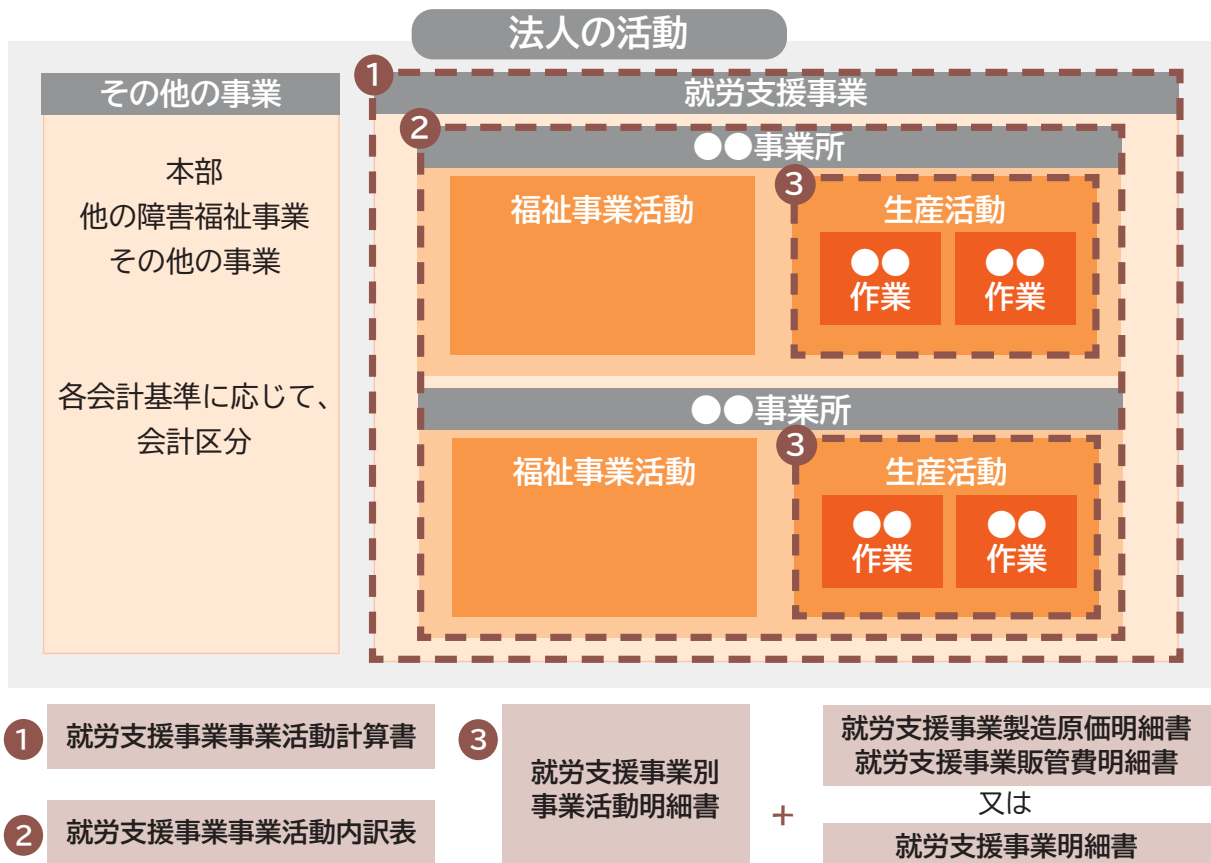 法人の活動
その他の事業
本部
他の障害福祉事業
その他の事業
各会計基準に応じて、
会計区分
1
就労支援事業
2
●●事業所
福祉事業活動
3
生産活動
●●
作業
●●
作業
●●事業所
福祉事業活動
3
生産活動
●●
作業
●●
作業
1
就労支援事業事業活動計算書
2
就労支援事業事業活動内訳表
3
就労支援事業別
事業活動明細書
+
就労支援事業製造原価明細書
就労支援事業販管費明細書
又は
就労支援事業明細書